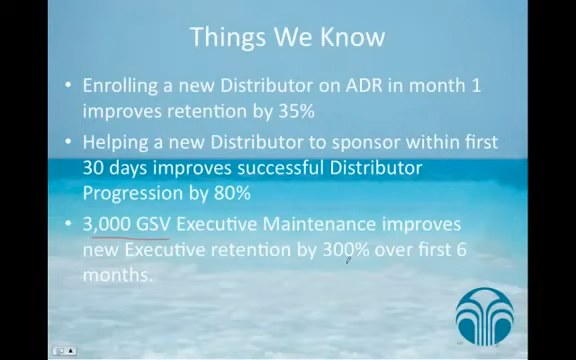 Things We Know
• Enrolling a new Distributor on ADR in month 1
improves retention by 35%
• Helping a new Distributor to sponsor within first
30 days improves successful Distributor
Progression by 80%
• 3,000 GSV Executive Maintenance improves
new Executive retention by 300% over first 6
months.